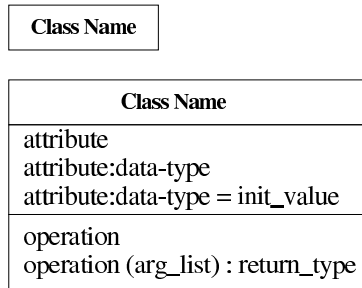 Class Name
Class Name
attribute
attribute:data-type
attribute:data-type = init_value
operation
operation (arg_list) : return_type